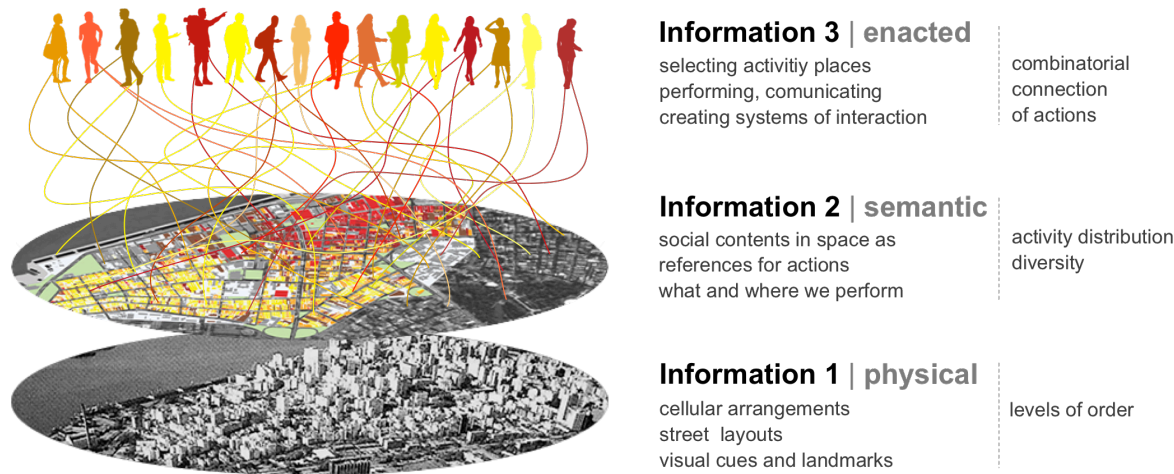 Information 3 | enacted
selecting activitiy places
performing, comunicating
creating systems of interaction
combinatorial
connection
of actions
Information 2 | semantic
social contents in space as
references for actions
what and where we perform
activity distribution
diversity
Information 1 | physical
cellular arrangements
street layouts
visual cues and landmarks
levels of order